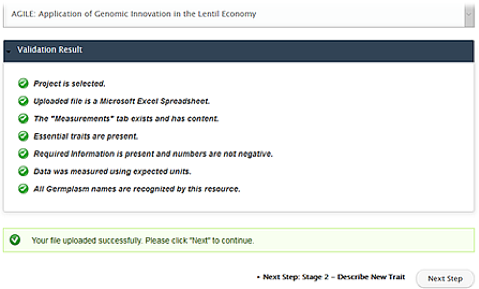 AGILE: Application of Genomic Innovation in the Lentil Economy
Validation Result
Project is selected.
Uploaded file is a Microsoft Excel Spreadsheet.
The "Measurements" tab exists and has content.
Essential traits are present.
Required Information is present and numbers are not negative.
Data was measured using expected units.
All Germplasm names are recognized by this resource.
Your file uploaded successfully. Please click "Next" to continue.
• Next Step: Stage 2 – Describe New Trait
Next Step